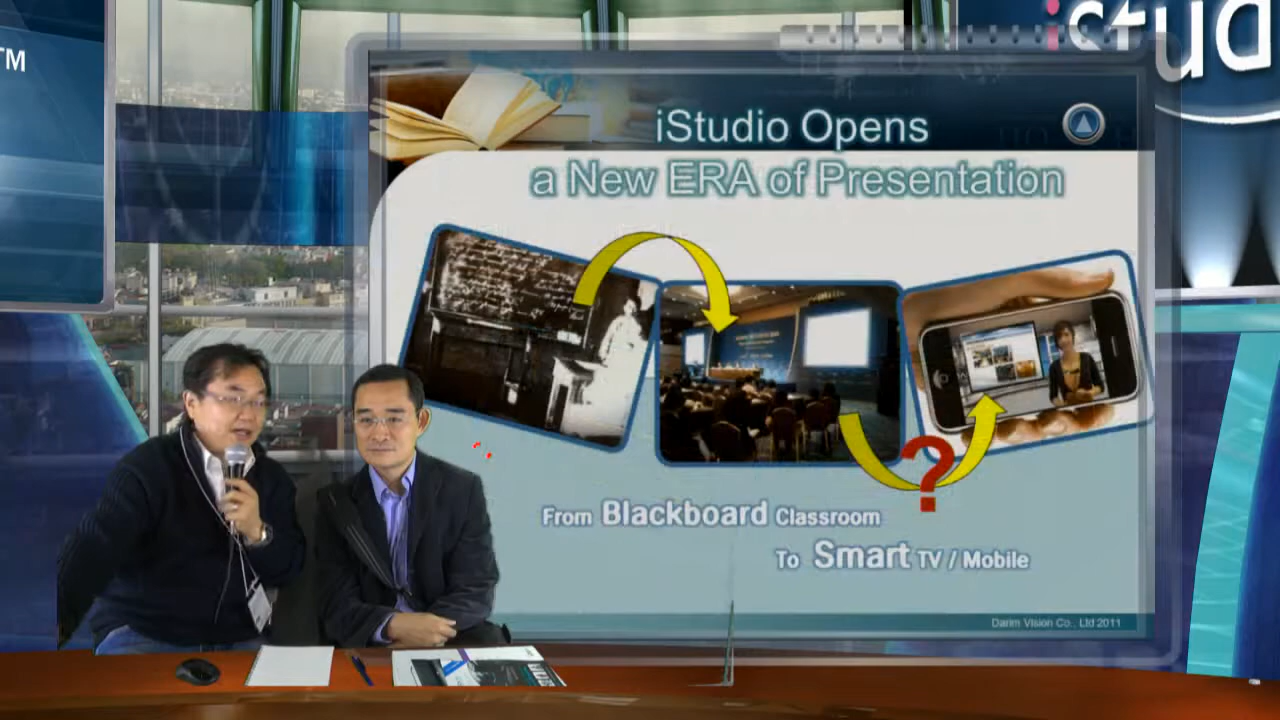 TM
istud
iStudio Opens
a New ERA of Presentation
?
From Blackboard Classroom
To Smart TV / Mobile
Darim Vision Co., Ltd 2011